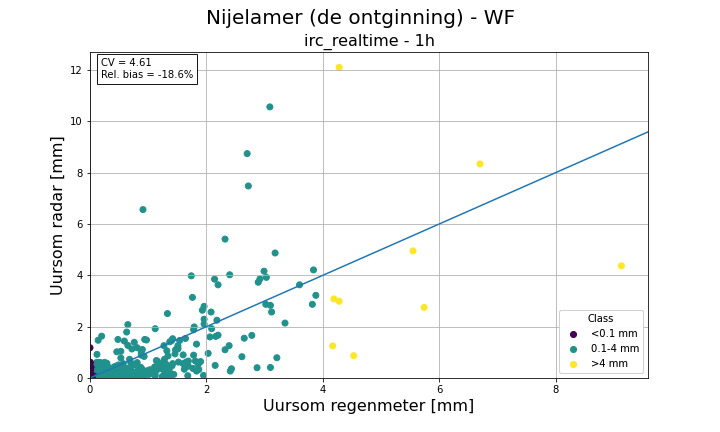 Nijelamer (de ontginning) - WF
irc_realtime - 1h
CV = 4.61
Rel. bias = -18.6%
12
10
8
6
4
2
0
Uursom radar [mm]
0 2 4 6 8
Uursom regenmeter [mm]
Class
<0.1 mm
0.1-4 mm
>4 mm